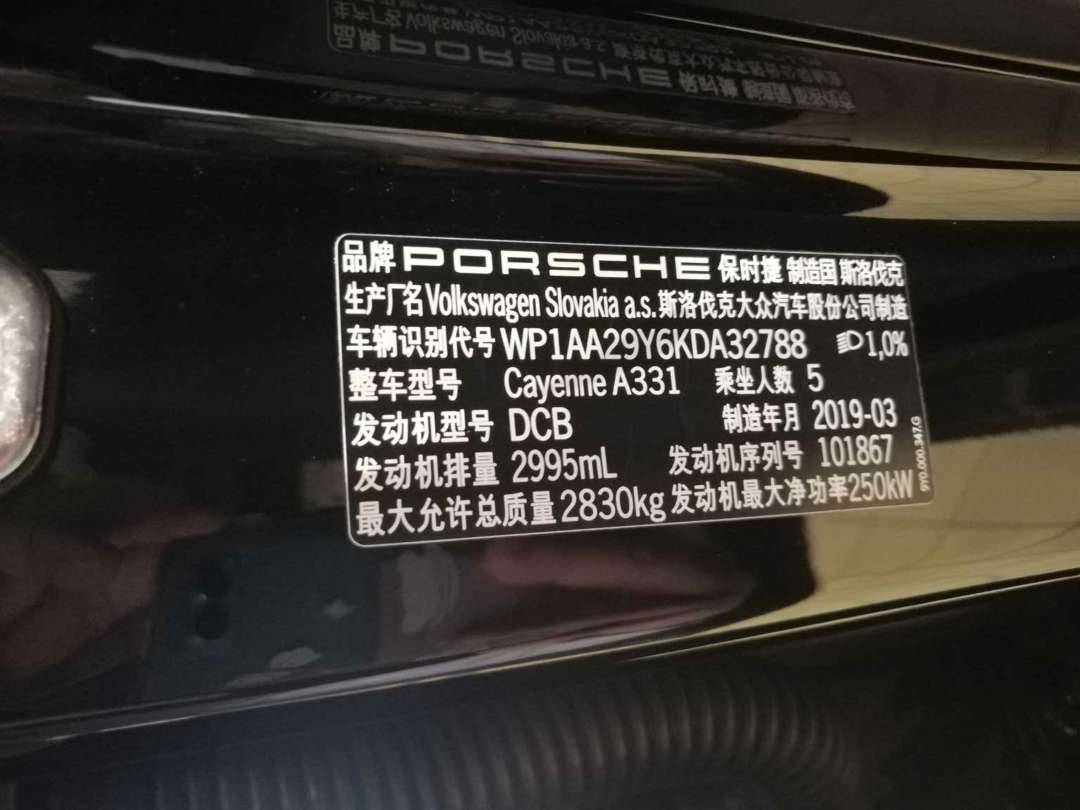 品牌 PORSCHE 保时捷 制造国 斯洛伐克
生产厂名 Volkswagen Slovakia a.s. 斯洛伐克大众汽车股份公司制造
车辆识别代号 WP1AA29Y6KDA32788 1,0%
整车型号 Cayenne A331 乘坐人数 5
发动机型号 DCB 制造年月 2019-03
发动机排量 2995mL 发动机序列号 101867
最大允许总质量 2830kg 发动机最大净功率 250kW
9Y0.000.347.G